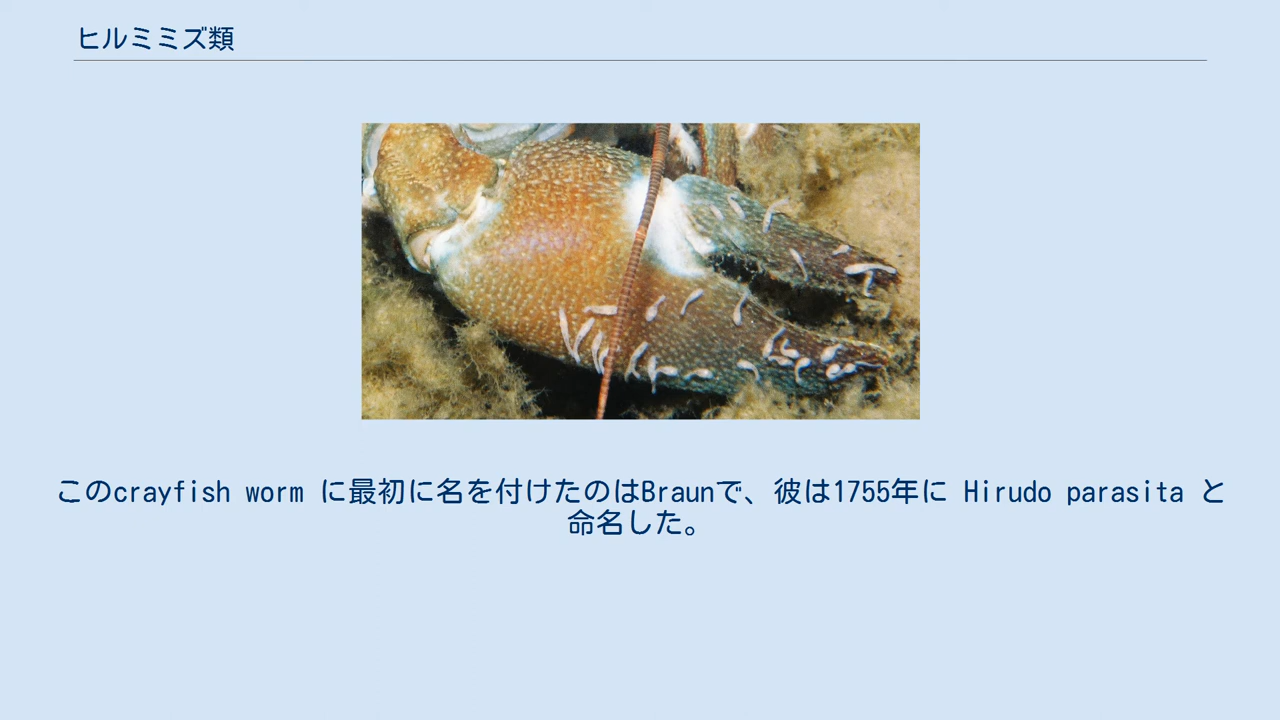 ヒルミミズ類
このcrayfish worm に最初に名を付けたのはBraunで、彼は1755年に Hirudo parasita と
命名した。